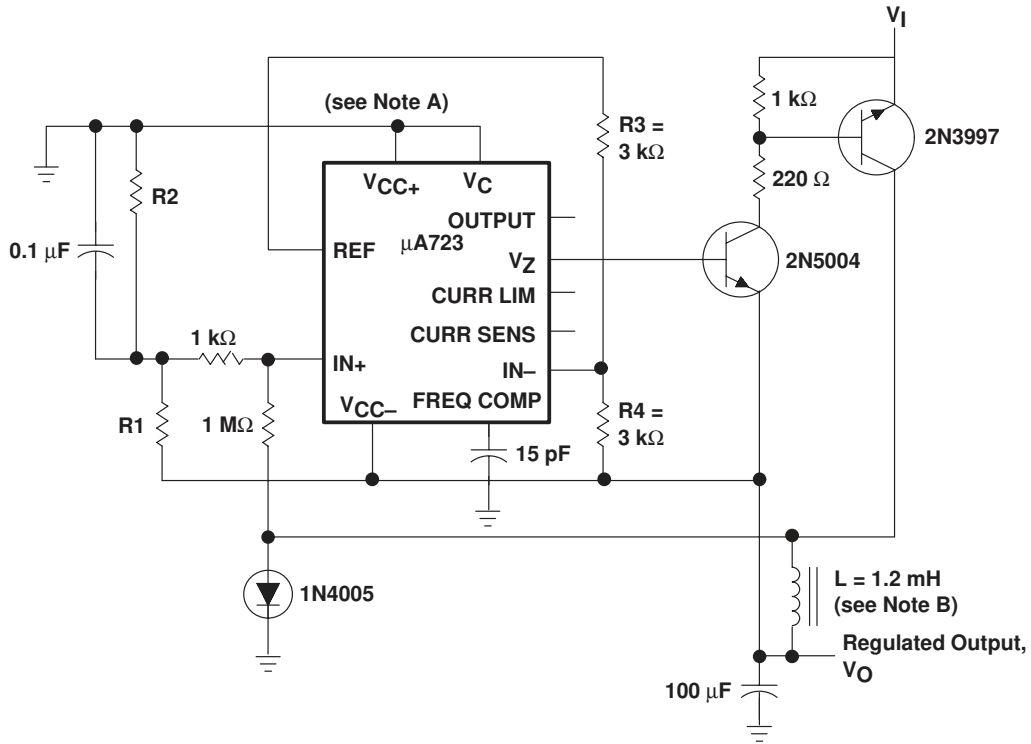 VI
(see Note A)
1 kΩ
R3 =
3 kΩ
2N3997
VCC+
VC
R2
220 Ω
OUTPUT
μA723
0.1 μF
REF
VZ
2N5004
CURR LIM
1 kΩ
CURR SENS
IN+
IN–
R1
1 MΩ
VCC–
FREQ COMP
R4 =
3 kΩ
15 pF
1N4005
L = 1.2 mH
(see Note B)
Regulated Output,
VO
100 μF